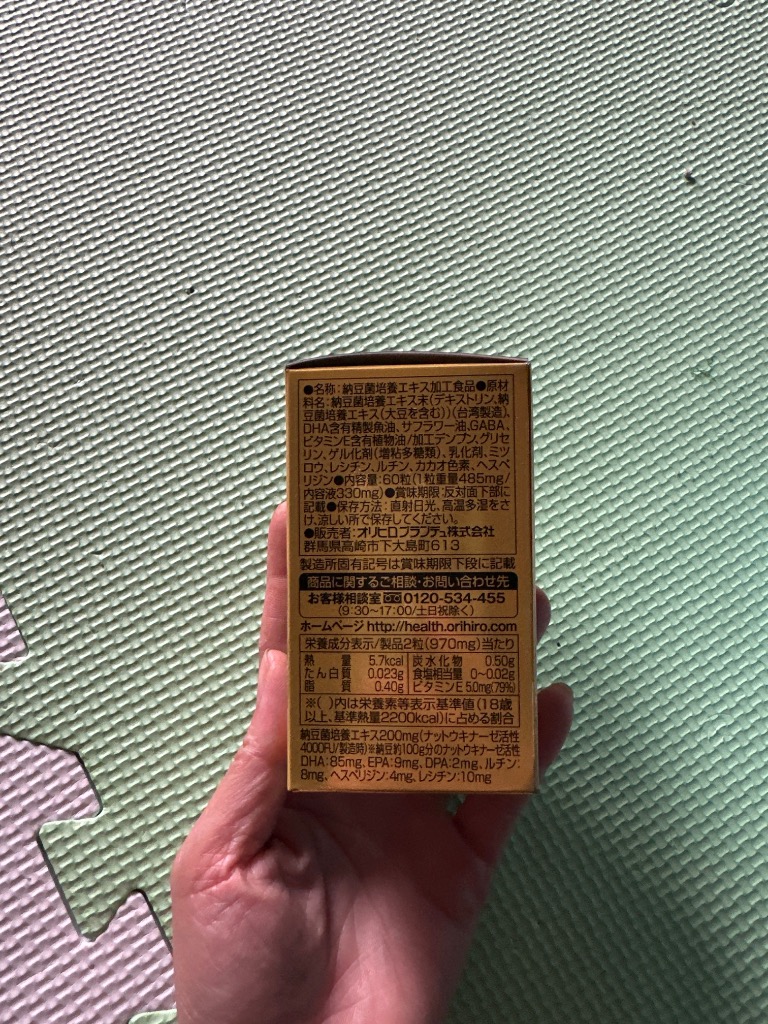 ●名称:納豆菌培養エキス加工食品●原材
料名:納豆菌培養エキス末(デキストリン、納
豆菌培養エキス(大豆を含む))(台湾製造)、
DHA含有精製魚油、サフラワー油、GABA、
ビタミンE含有植物油/加工デンプン、グリセ
リン、ゲル化剤(増粘多糖類)、乳化剤、ミツ
ロウ、レシチン、ルチン、カカオ色素、ヘスペ
リジン●内容量:60粒(1粒重量485mg/
内容液330mg)●賞味期限:反対面下部に
記載●保存方法:直射日光、高温多湿をさ
け、涼しい所で保存してください。
●販売者:オリヒロプランデュ株式会社
群馬県高崎市下大島町613
製造所固有記号は賞味期限下段に記載
商品に関するご相談・お問い合わせ先
お客様相談室 0120-534-455
(9:30~17:00/土日祝除く)
ホームページ http://health.orihiro.com
栄養成分表示/製品2粒(970mg)当たり
熱量 5.7kcal 炭水化物 0.50g
たん白質 0.023g 食塩相当量 0~0.02g
脂質 0.40g ビタミンE 5.0mg(79%)
※( )内は栄養素等表示基準値(18歳
以上、基準熱量2200kcal)に占める割合
納豆菌培養エキス200mg(ナットウキナーゼ活性
4000FU/製造時)※納豆約100g分のナットウキナーゼ活性
DHA:85mg、EPA:9mg、DPA:2mg、ルチン:
8mg、ヘスペリジン:4mg、レシチン:10mg